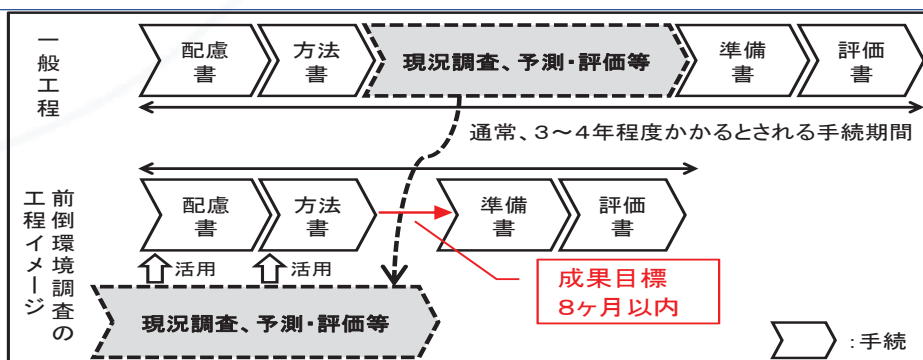 一般工程
配慮
書
方法
書
現況調査、予測・評価等
準備
書
評価
書
通常、3～4年程度かかるとされる手続期間
前倒環境調査の
工程イメージ
配慮
書
方法
書
準備
書
評価
書
活用
活用
成果目標
8ヶ月以内
現況調査、予測・評価等
：手続